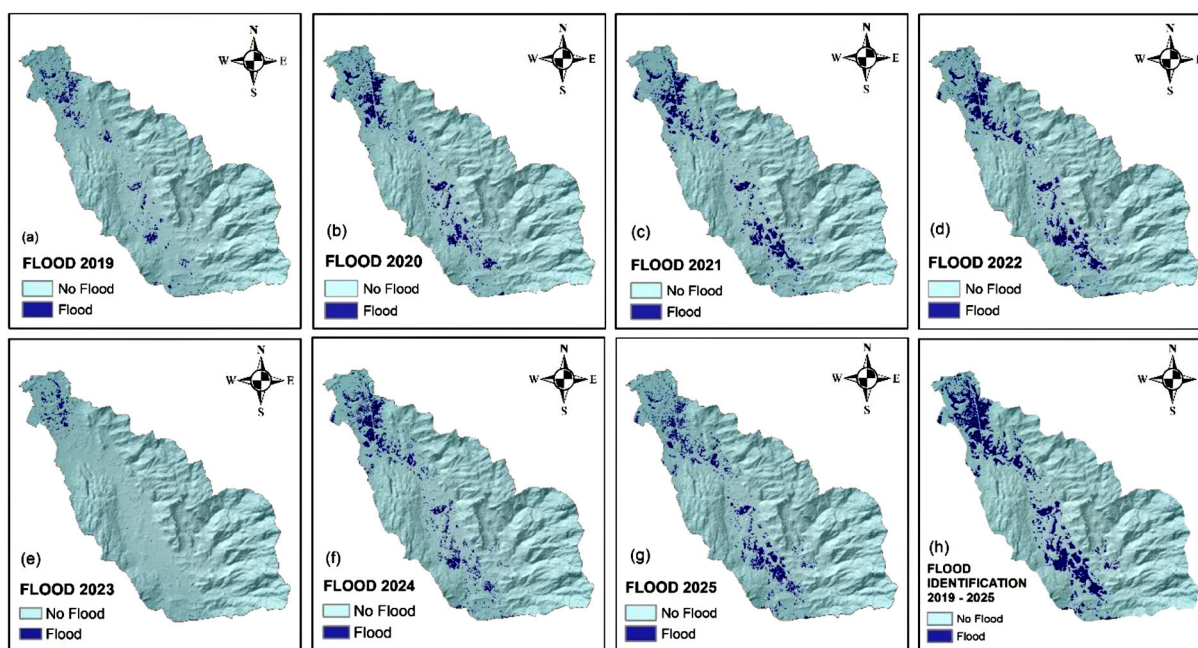 N
W E
S
(a)
FLOOD 2019
No Flood
Flood
N
W E
S
(b)
FLOOD 2020
No Flood
Flood
N
W E
S
(c)
FLOOD 2021
No Flood
Flood
N
W E
S
(d)
FLOOD 2022
No Flood
Flood
N
W E
S
(e)
FLOOD 2023
No Flood
Flood
N
W E
S
(f)
FLOOD 2024
No Flood
Flood
N
W E
S
(g)
FLOOD 2025
No Flood
Flood
N
W E
S
(h)
FLOOD
IDENTIFICATION
2019 - 2025
No Flood
Flood